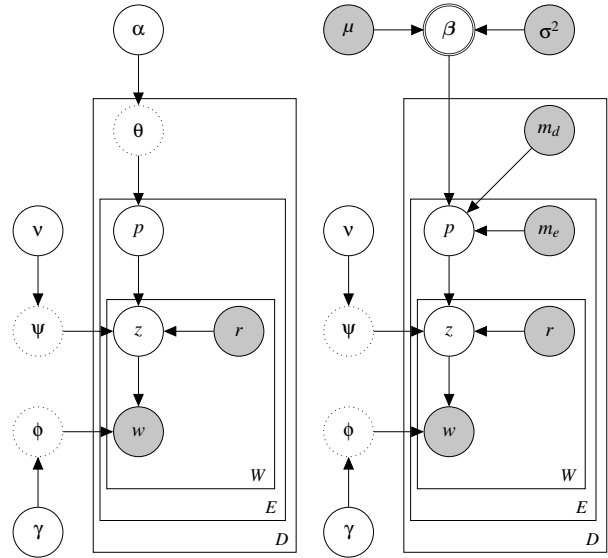 α μ β σ²
θ m_d
ν p ν p m_e
ψ z r ψ z r
ϕ w ϕ w
W W
E E
γ D γ D